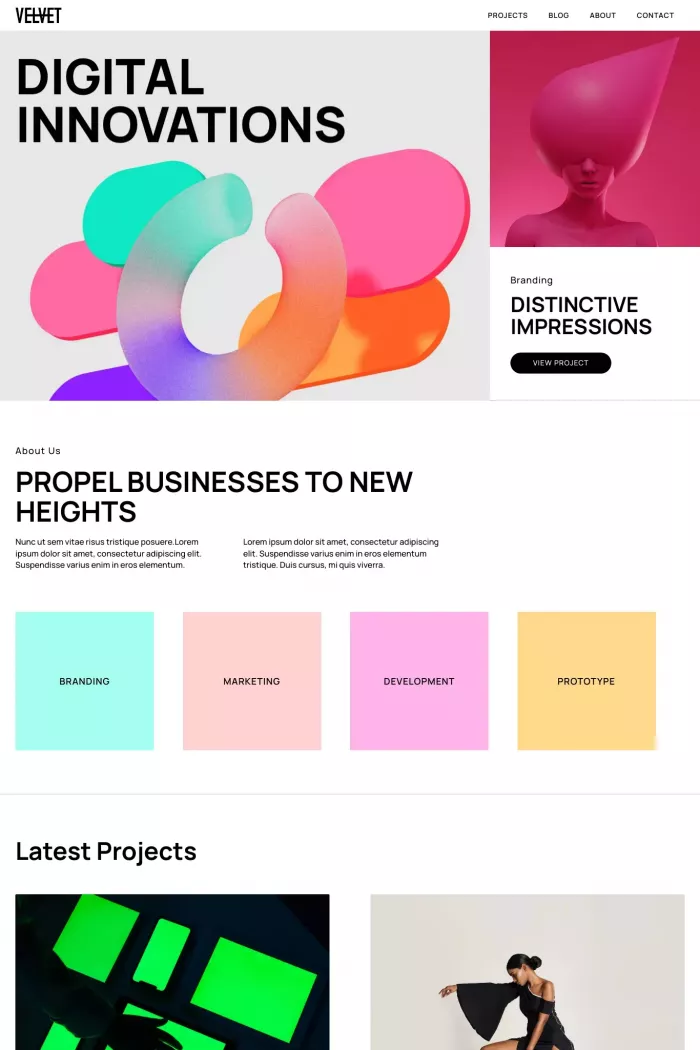 VELVET
PROJECTS BLOG ABOUT CONTACT
DIGITAL
INNOVATIONS
Branding
DISTINCTIVE
IMPRESSIONS
VIEW PROJECT
About Us
PROPEL BUSINESSES TO NEW
HEIGHTS
Nunc ut sem vitae risus tristique posuere.Lorem
ipsum dolor sit amet, consectetur adipiscing elit.
Suspendisse varius enim in eros elementum.
Lorem ipsum dolor sit amet, consectetur adipiscing
elit. Suspendisse varius enim in eros elementum
tristique. Duis cursus, mi quis viverra.
BRANDING
MARKETING
DEVELOPMENT
PROTOTYPE
Latest Projects